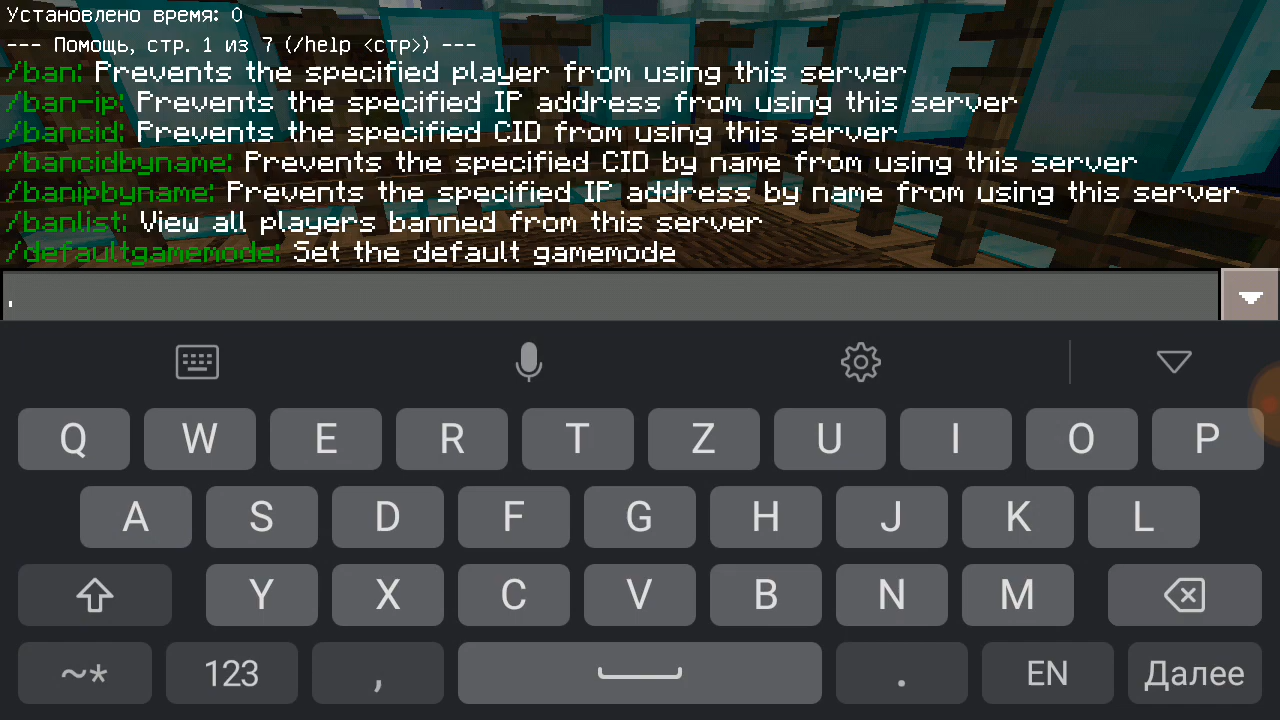 Установлено время: 0
--- Помощь, стр. 1 из 7 (/help <стр>) ---
/ban: Prevents the specified player from using this server
/ban-ip: Prevents the specified IP address from using this server
/bancid: Prevents the specified CID from using this server
/bancidbyname: Prevents the specified CID by name from using this server
/banipbyname: Prevents the specified IP address by name from using this server
/banlist: View all players banned from this server
/defaultgamemode: Set the default gamemode
.
Q W E R T Z U I O P
A S D F G H J K L
Y X C V B N M
~* 123 , . EN Далее